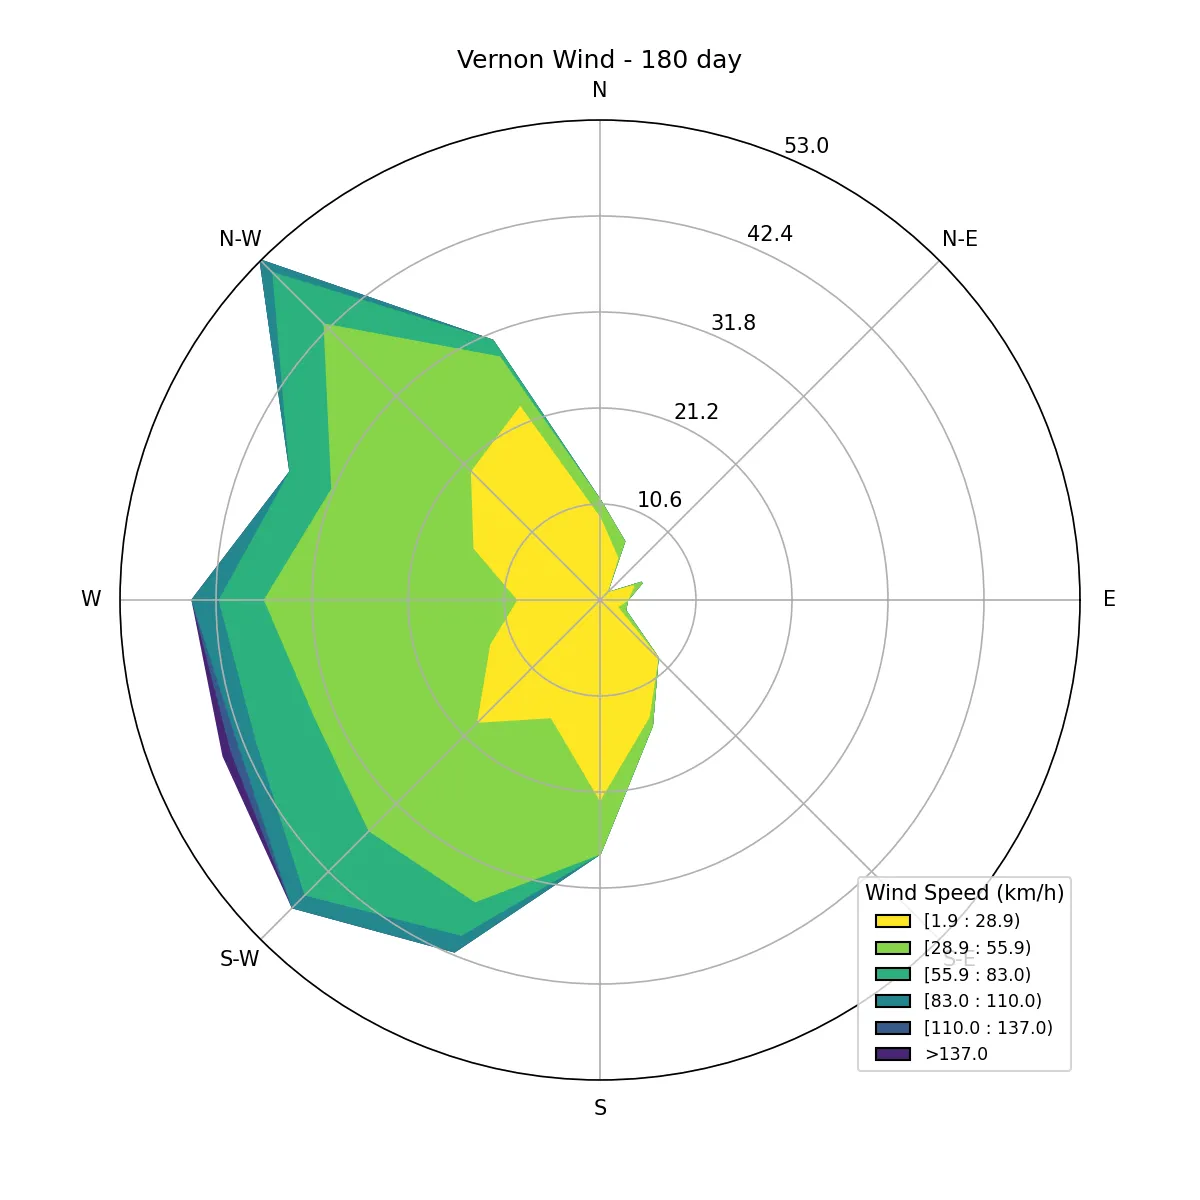 Vernon Wind - 180 day
N
53.0
N-W
42.4
N-E
31.8
21.2
10.6
W
E
Wind Speed (km/h)
[1.9 : 28.9)
[28.9 : 55.9)
S-W
S-E
[55.9 : 83.0)
[83.0 : 110.0)
[110.0 : 137.0)
>137.0
S